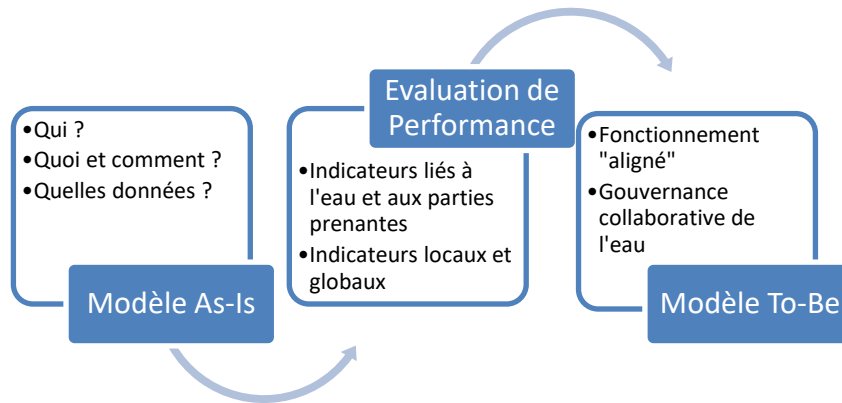 •Qui ?
•Quoi et comment ?
•Quelles données ?
Modèle As-Is
Evaluation de
Performance
•Indicateurs liés à
l'eau et aux parties
prenantes
•Indicateurs locaux et
globaux
•Fonctionnement
"aligné"
•Gouvernance
collaborative de
l'eau
Modèle To-Be